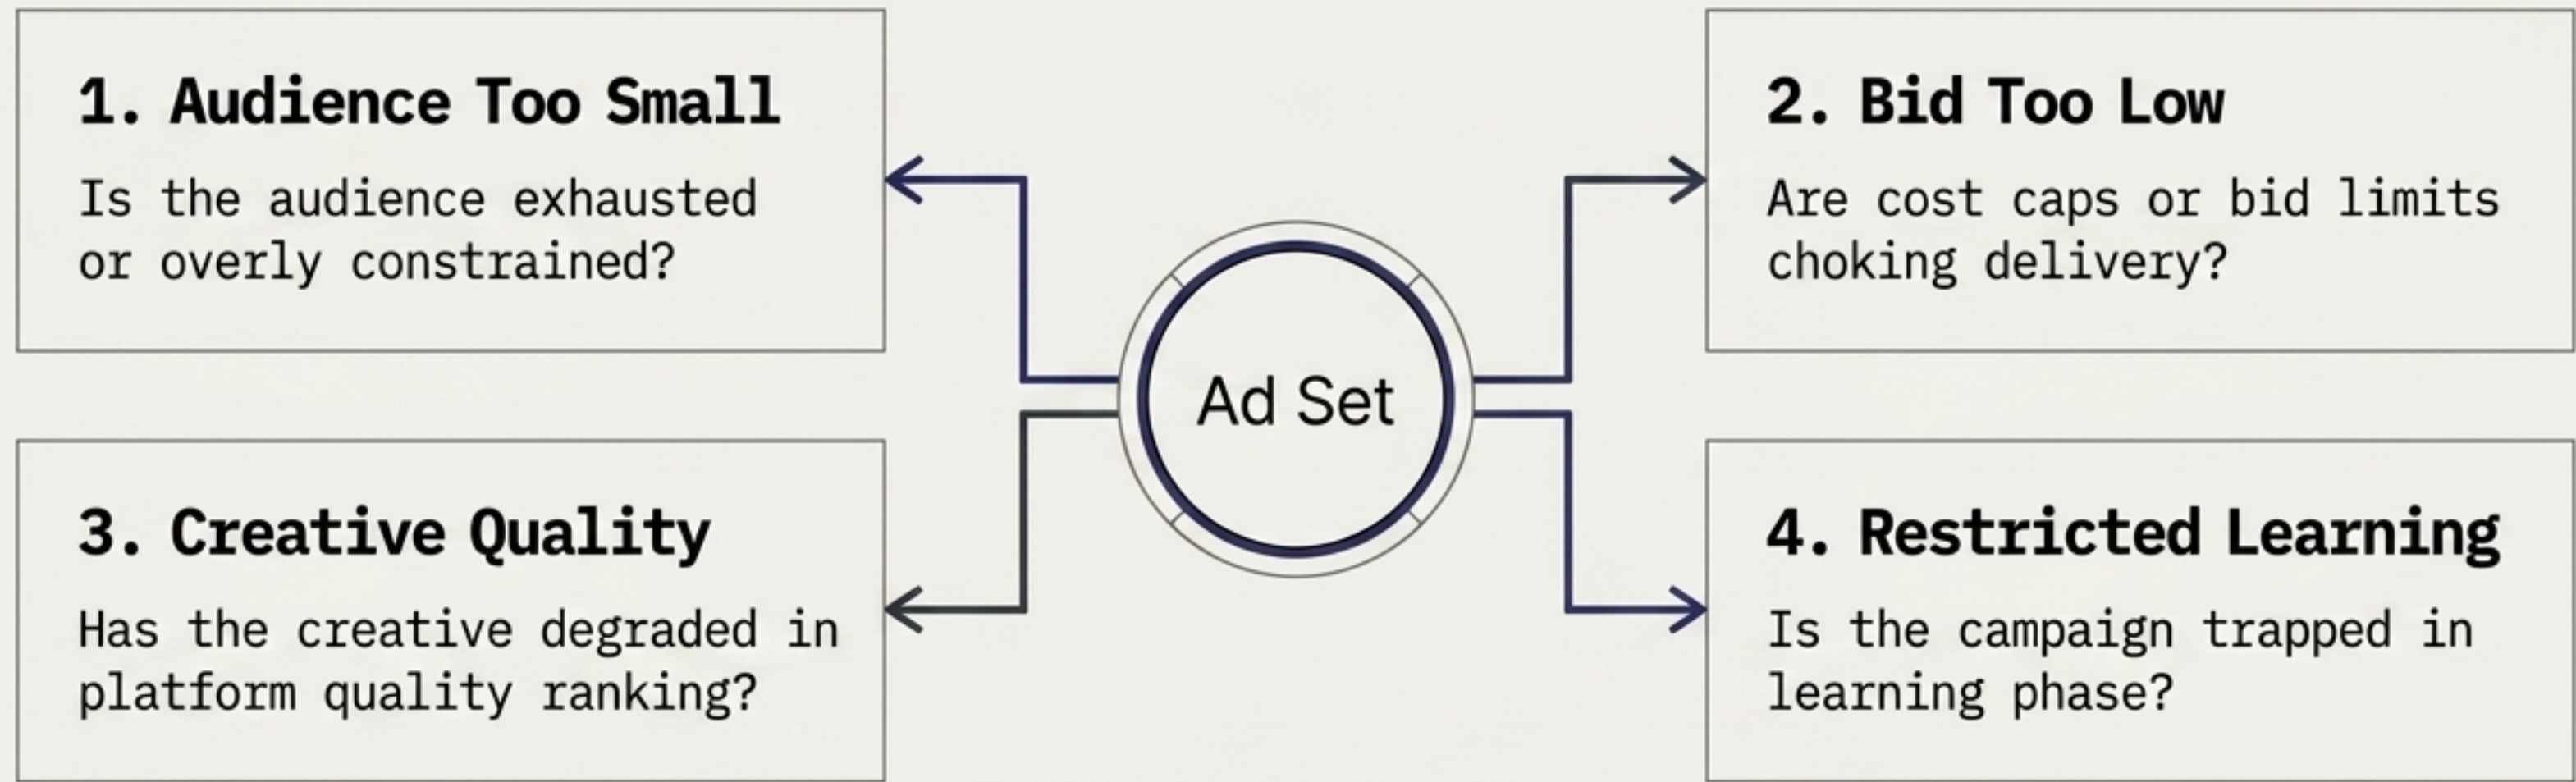 1. Audience Too Small
Is the audience exhausted
or overly constrained?
2. Bid Too Low
Are cost caps or bid limits
choking delivery?
Ad Set
3. Creative Quality
Has the creative degraded in
platform quality ranking?
4. Restricted Learning
Is the campaign trapped in
learning phase?